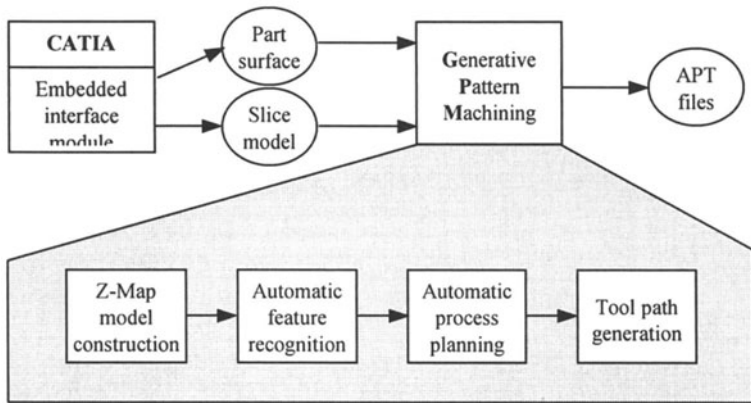 CATIA
Embedded
interface
module
Part
surface
Slice
model
Generative
Pattern
Machining
APT
files
Z-Map
model
construction
Automatic
feature
recognition
Automatic
process
planning
Tool path
generation